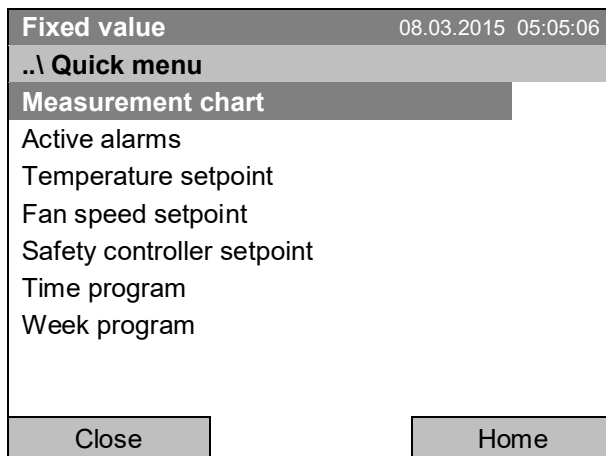 Fixed value 08.03.2015 05:05:06
..\ Quick menu
Measurement chart
Active alarms
Temperature setpoint
Fan speed setpoint
Safety controller setpoint
Time program
Week program
Close Home